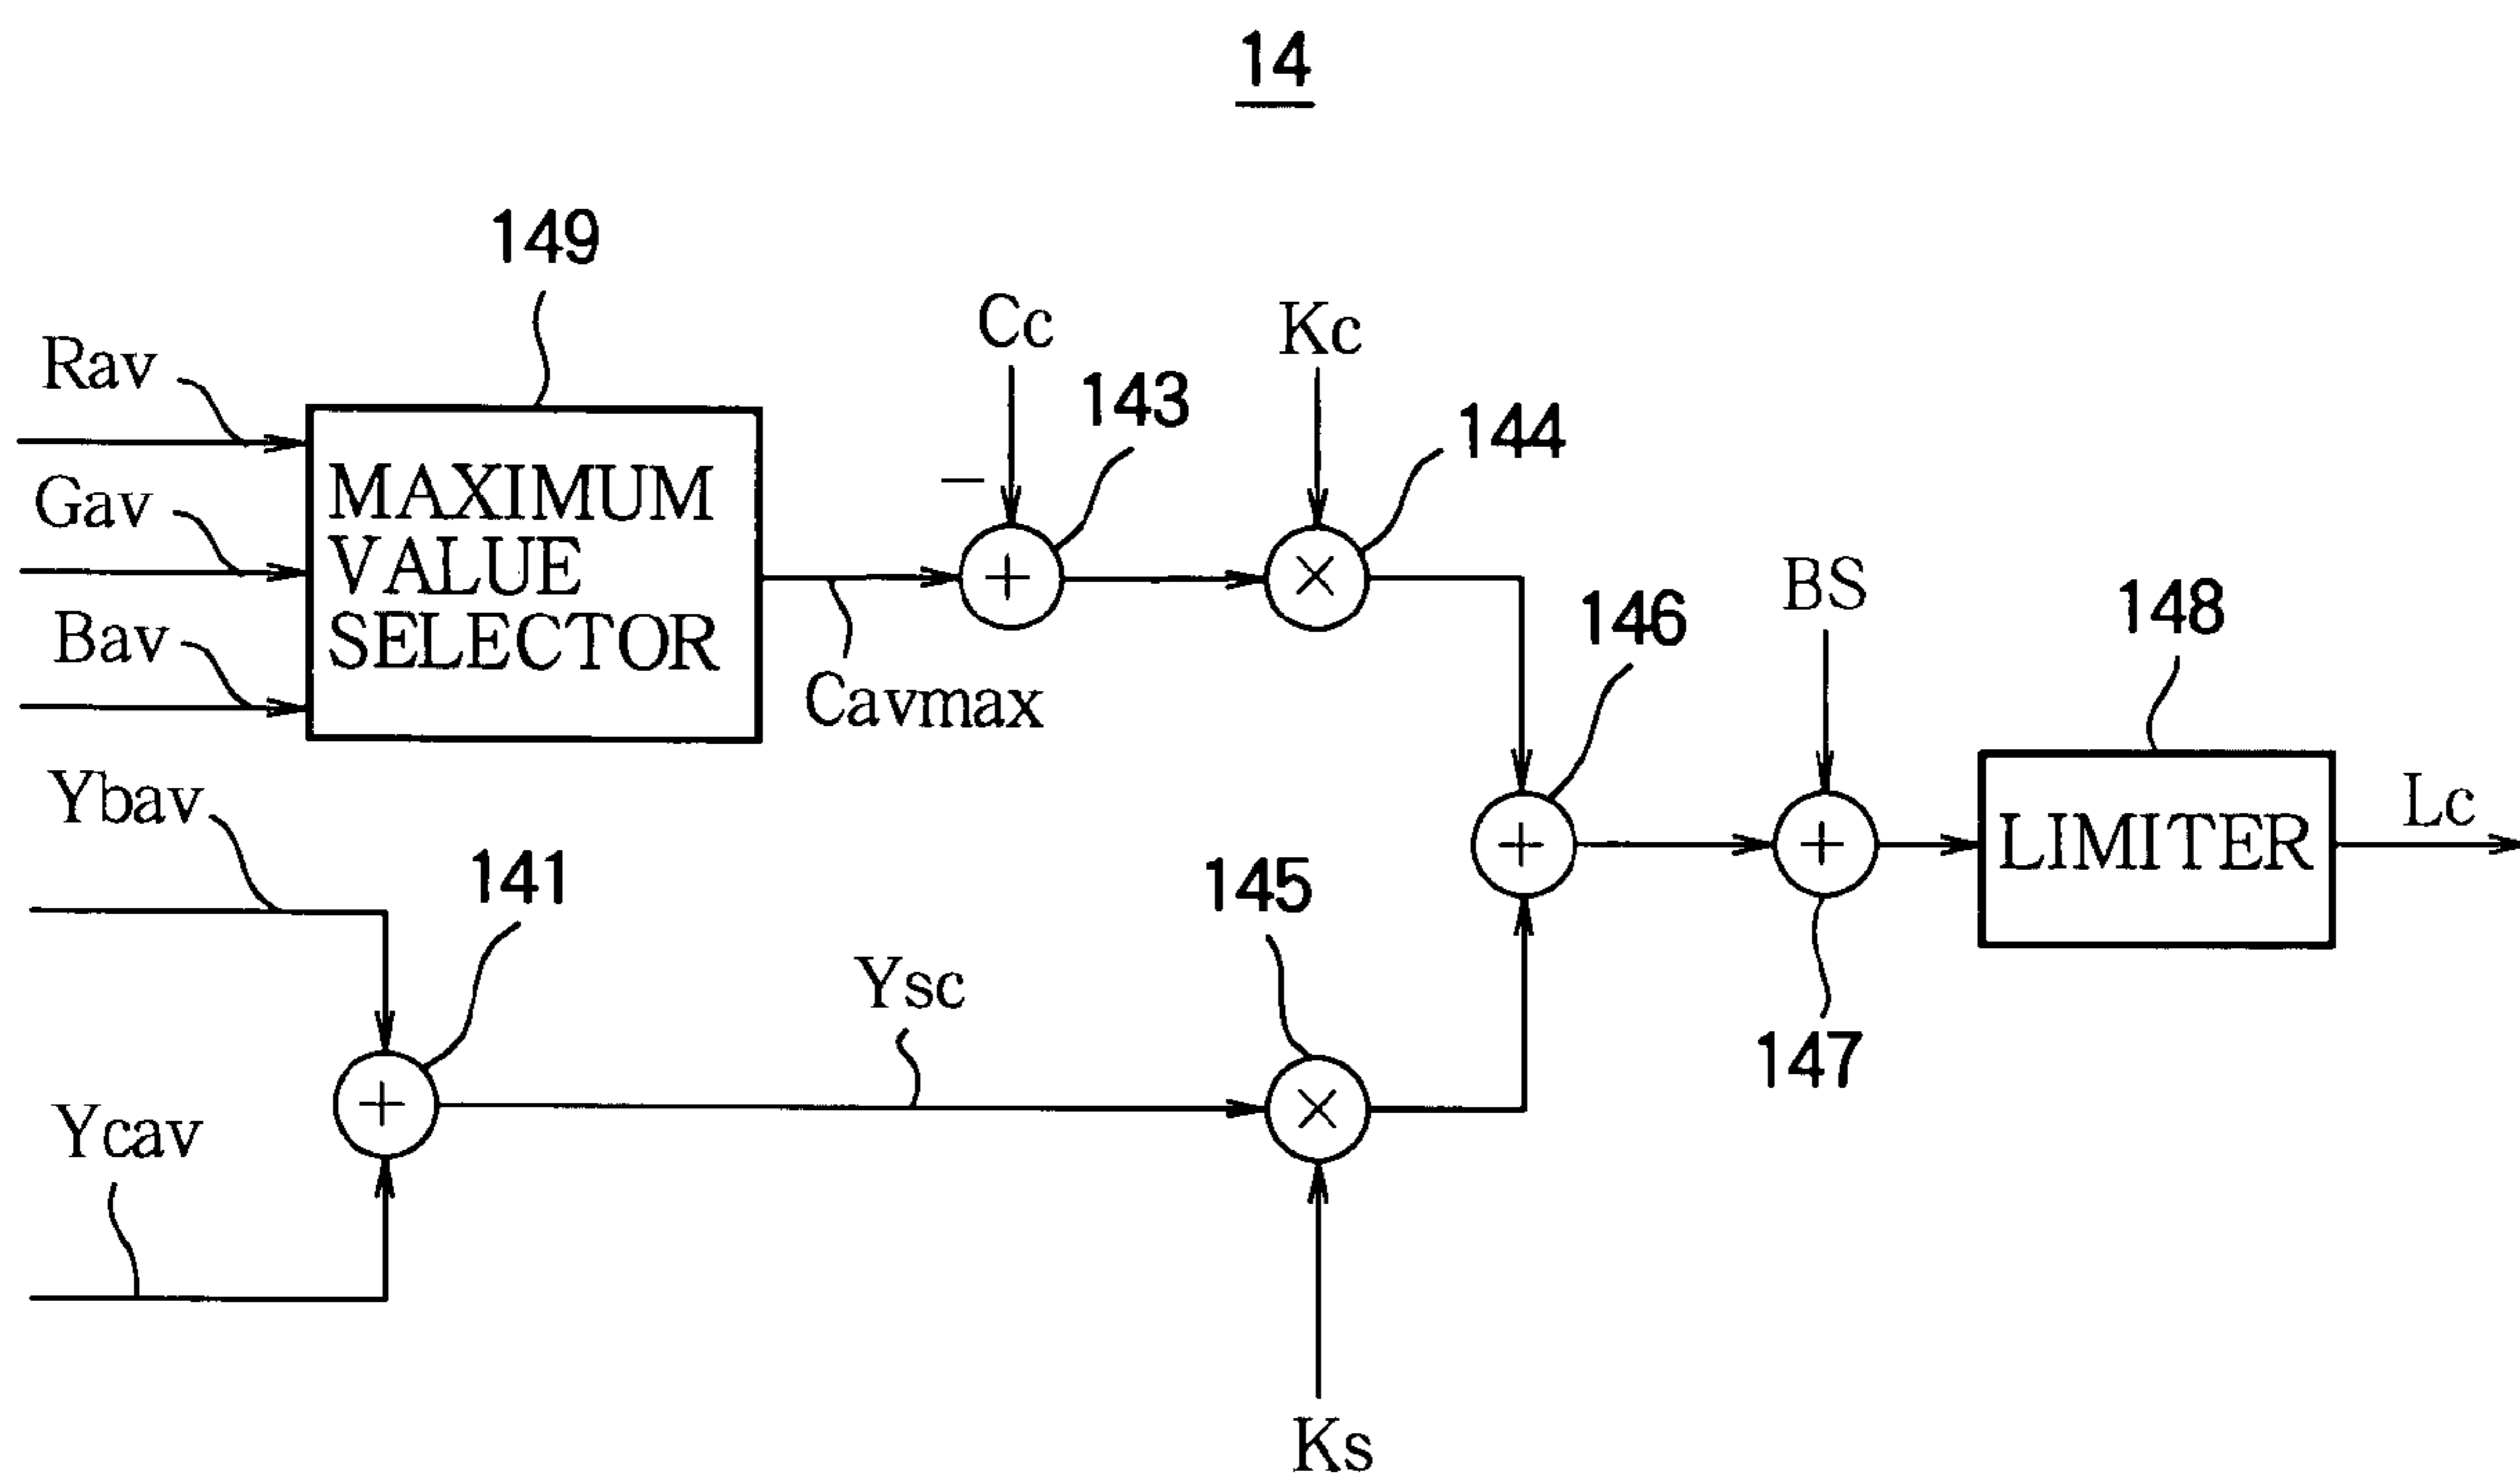 14
149
Rav
Cc
Kc
143
144
Gav
MAXIMUM
VALUE
SELECTOR
−
+
×
BS
146
148
Bav
Cavmax
Ybav
141
145
+
+
LIMITER
Lc
Ysc
147
Ycav
+
×
Ks